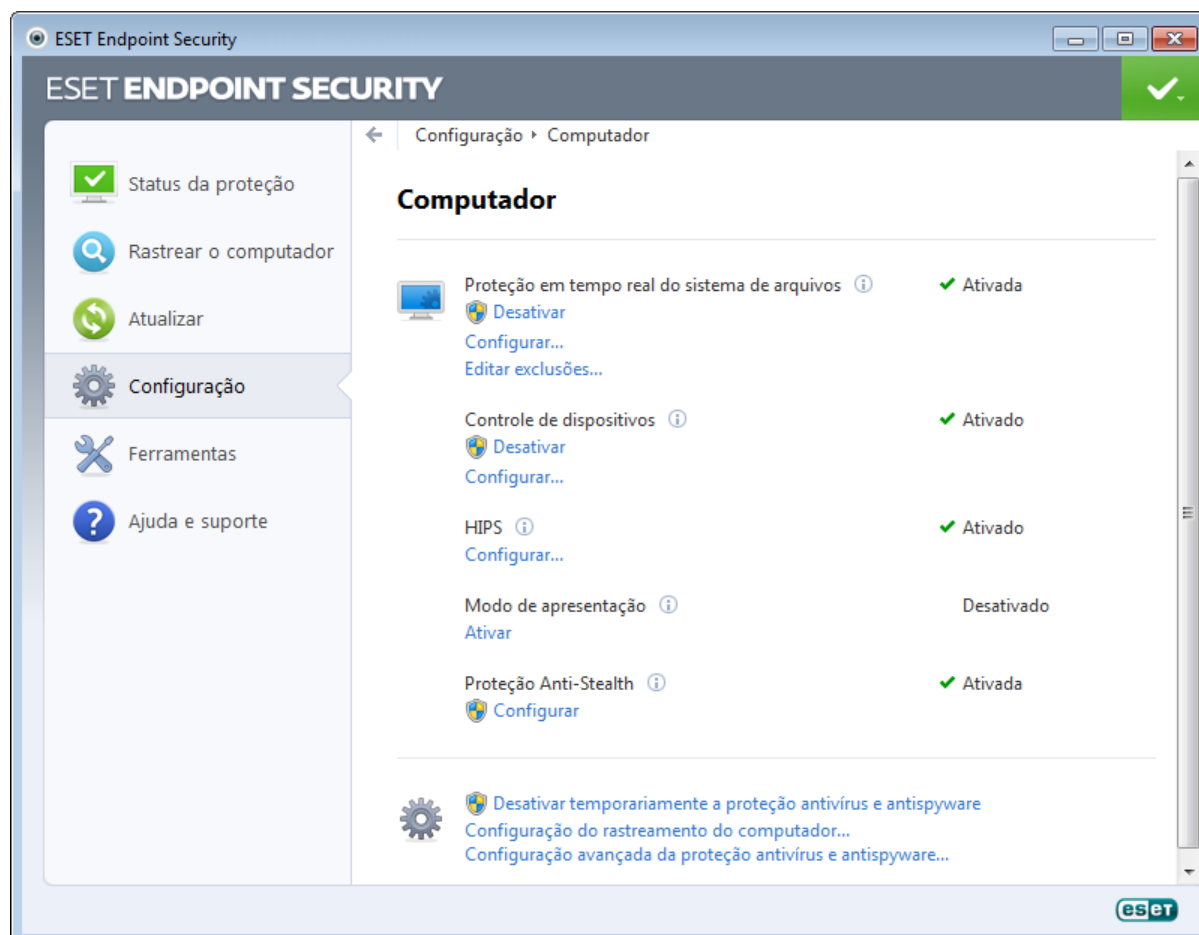 ESET Endpoint Security
ESET ENDPOINT SECURITY
Configuração Computador
Status da proteção
Rastrear o computador
Atualizar
Configuração
Ferramentas
Ajuda e suporte
Computador
Proteção em tempo real do sistema de arquivos Ativada
Desativar
Configurar...
Editar exclusões...
Controle de dispositivos Ativado
Desativar
Configurar...
HIPS Ativado
Configurar...
Modo de apresentação Desativado
Ativar
Proteção Anti-Stealth Ativada
Configurar
Desativar temporariamente a proteção antivírus e antispyware
Configuração do rastreamento do computador...
Configuração avançada da proteção antivírus e antispyware...
eset